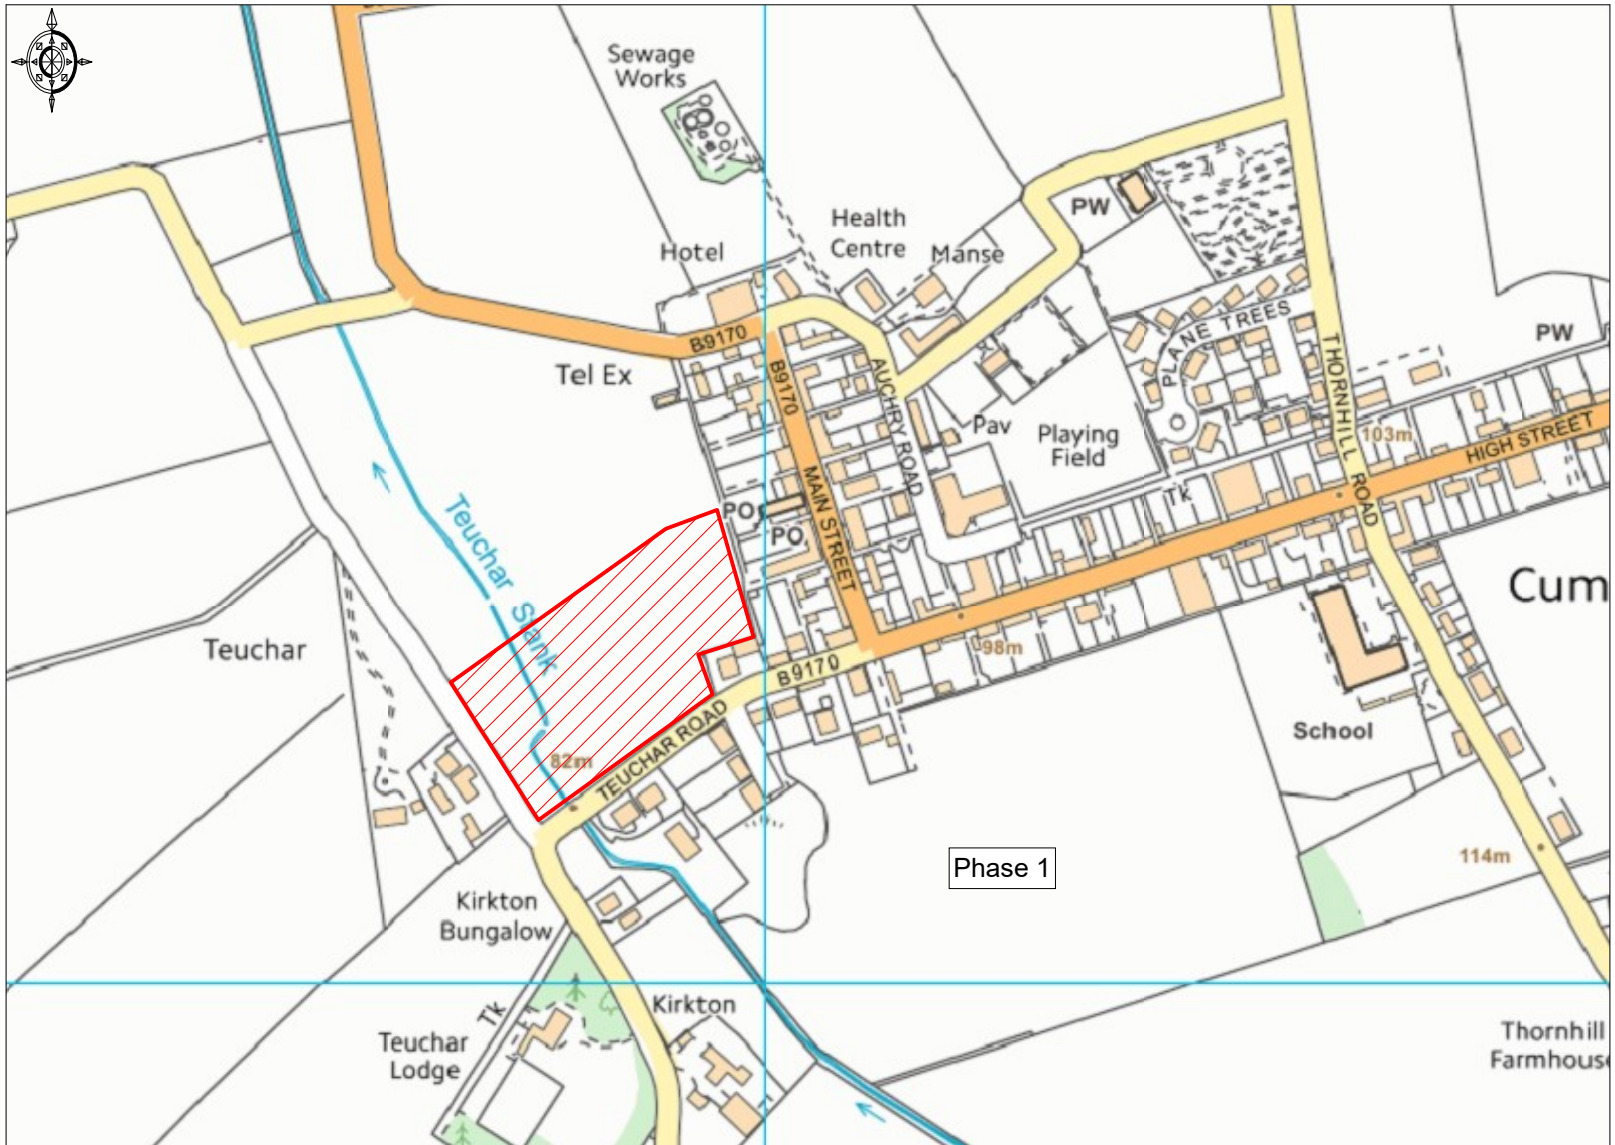 Sewage
Works
Health
Centre
PW
Hotel
Manse
B9170
PLANE TREES
PW
Tel Ex
B9170
AUCHRY ROAD
THORNHILL ROAD
Pav
Playing
Field
103m
HIGH STREET
MAIN STREET
Tk
PO
PO
Teuchar Slank
Cum
Teuchar
98m
B9170
TEUCHAR ROAD
School
82m
Phase 1
114m
Kirkton
Bungalow
Tk
Kirkton
Teuchar
Lodge
Thornhill
Farmhouse